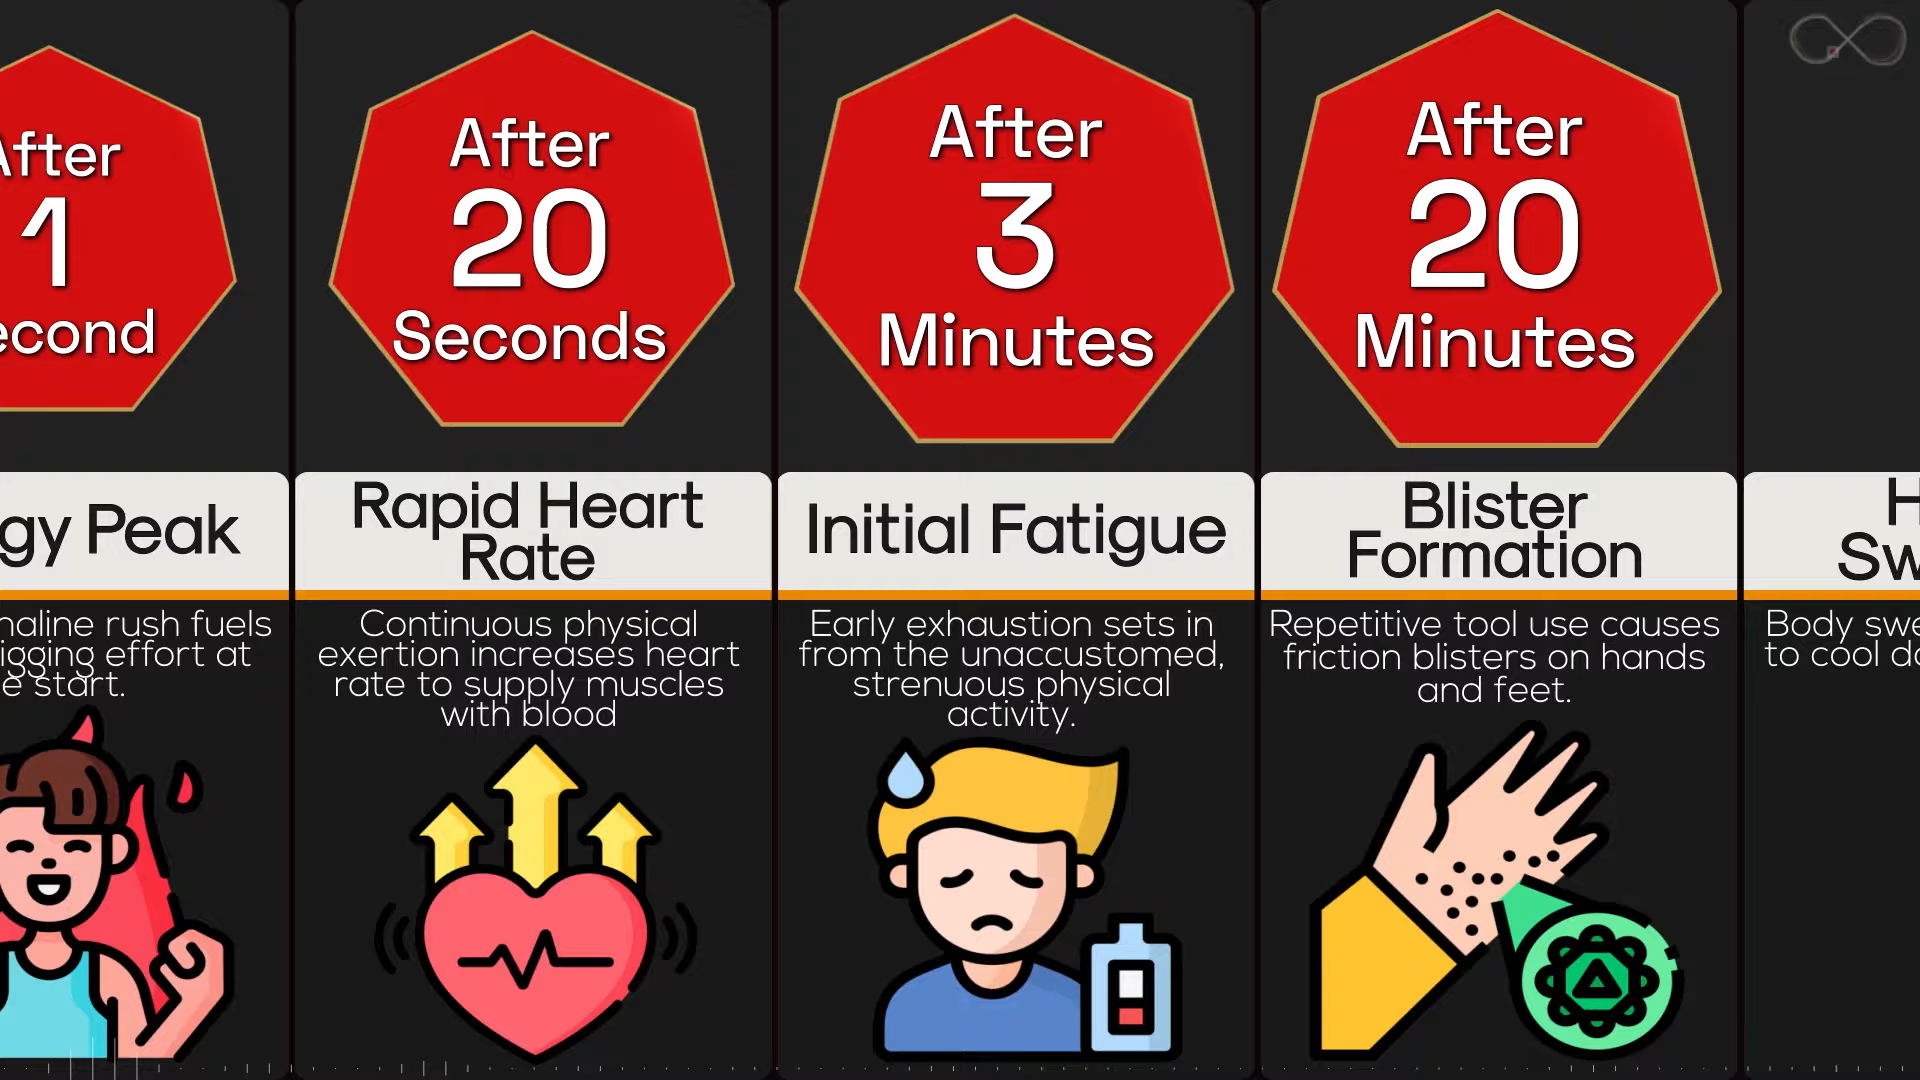 After
1
econd
gy Peak
naline rush fuels
igging effort at
e start.
After
20
Seconds
Rapid Heart
Rate
Continuous physical
exertion increases heart
rate to supply muscles
with blood
After
3
Minutes
Initial Fatigue
Early exhaustion sets in
from the unaccustomed,
strenuous physical
activity.
After
20
Minutes
Blister
Formation
Repetitive tool use causes
friction blisters on hands
and feet.
H
Sw
Body swe
to cool do